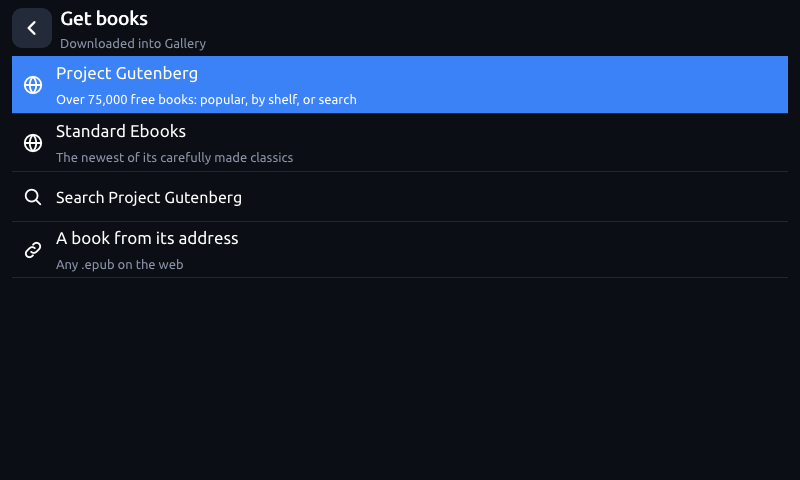 Get books
Downloaded into Gallery
Project Gutenberg
Over 75,000 free books: popular, by shelf, or search
Standard Ebooks
The newest of its carefully made classics
Search Project Gutenberg
A book from its address
Any .epub on the web